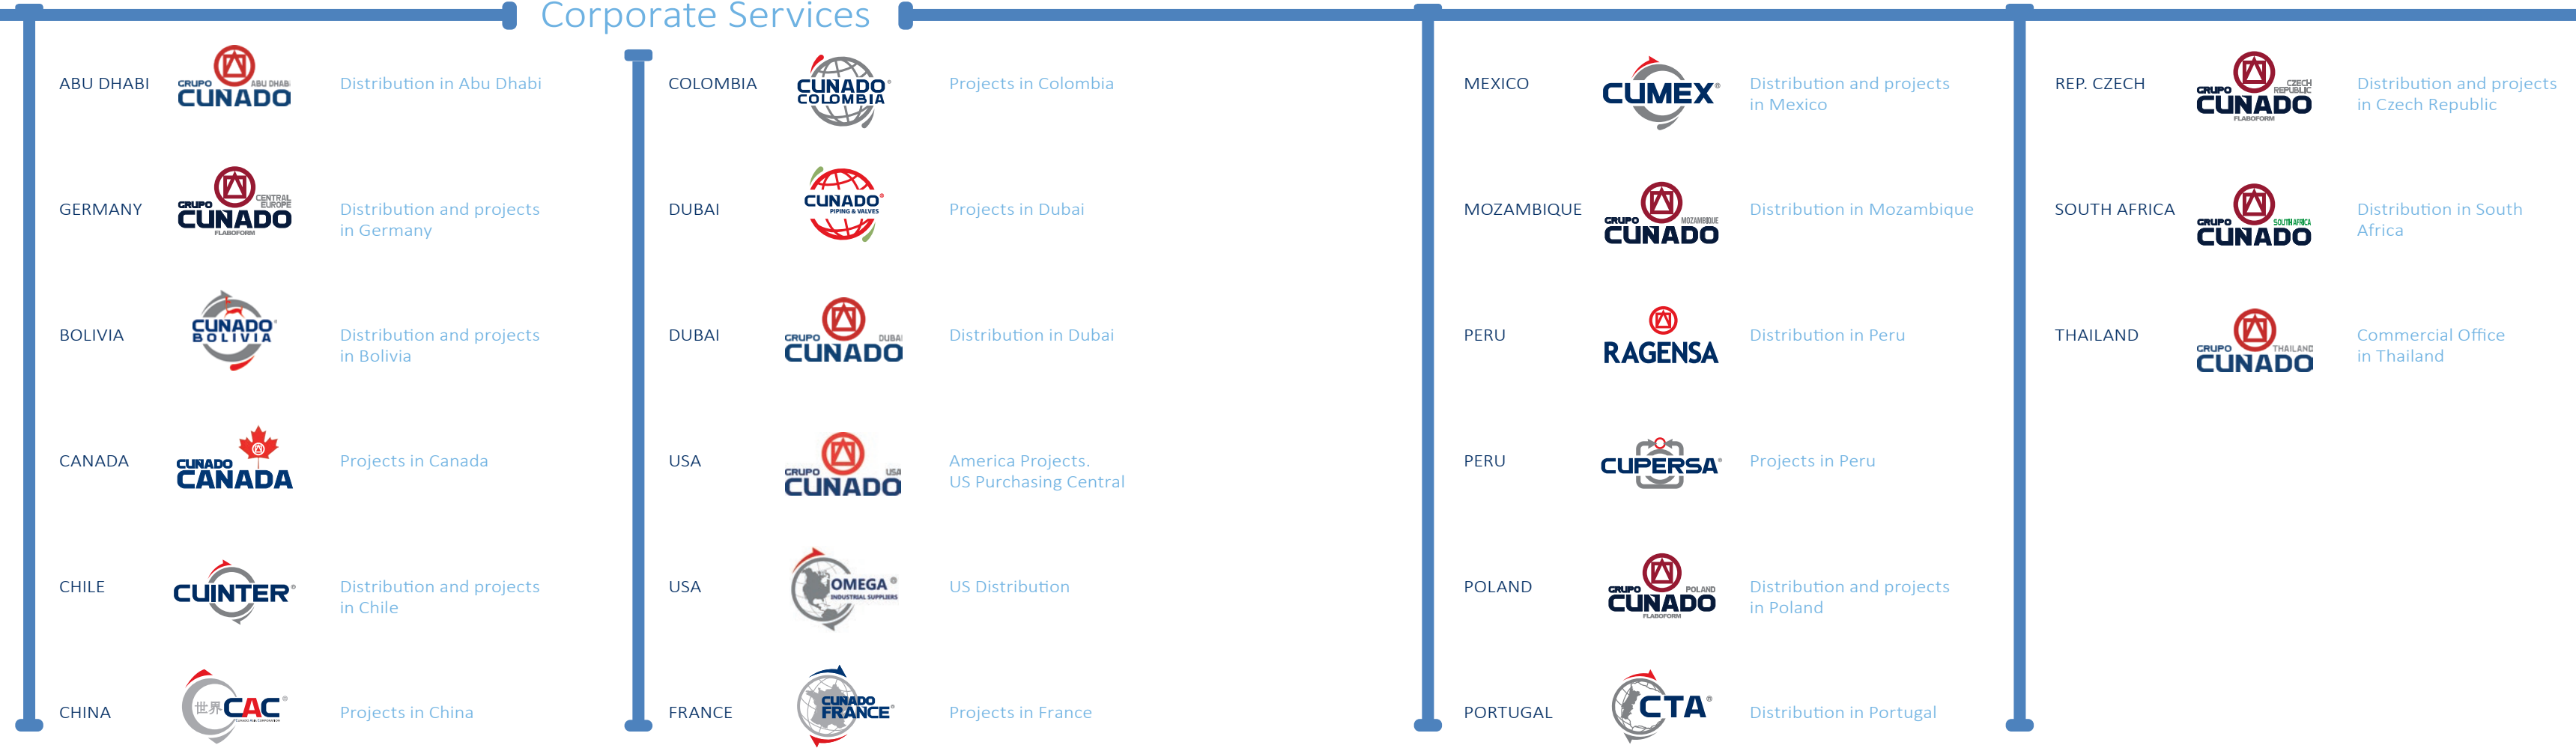 Corporate Services
ABU DHABI
GRUPO ABU DHABI
CUNADO
Distribution in Abu Dhabi
GERMANY
GRUPO CENTRAL EUROPE
CUNADO
FLABOFORM
Distribution and projects
in Germany
BOLIVIA
CUNADO®
BOLIVIA
Distribution and projects
in Bolivia
CANADA
CUNADO
CANADA
Projects in Canada
CHILE
CUINTER®
Distribution and projects
in Chile
CHINA
世界 CAC®
Projects in China
COLOMBIA
CUNADO®
COLOMBIA
Projects in Colombia
DUBAI
CUNADO®
PIPING & VALVES
Projects in Dubai
DUBAI
GRUPO DUBAI
CUNADO
Distribution in Dubai
USA
GRUPO USA
CUNADO
America Projects.
US Purchasing Central
USA
OMEGA®
INDUSTRIAL SUPPLIERS
US Distribution
FRANCE
CUNADO
FRANCE®
Projects in France
MEXICO
CUMEX®
Distribution and projects
in Mexico
MOZAMBIQUE
GRUPO MOZAMBIQUE
CUNADO
Distribution in Mozambique
PERU
RAGENSA
Distribution in Peru
PERU
CUPERSA®
Projects in Peru
POLAND
GRUPO POLAND
CUNADO
FLABOFORM
Distribution and projects
in Poland
PORTUGAL
CTA®
Distribution in Portugal
REP. CZECH
GRUPO CZECH REPUBLIC
CUNADO
FLABOFORM
Distribution and projects
in Czech Republic
SOUTH AFRICA
GRUPO SOUTH AFRICA
CUNADO
Distribution in South
Africa
THAILAND
GRUPO THAILAND
CUNADO
Commercial Office
in Thailand